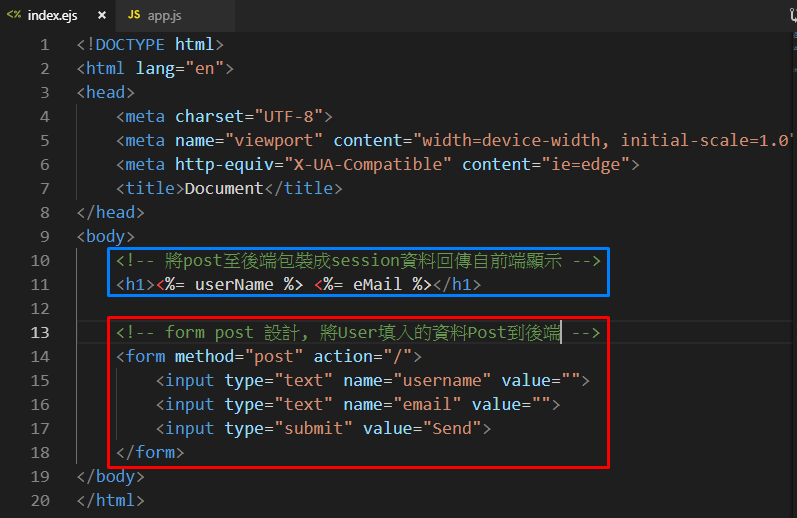 <%> index.ejs × JS app.js
1 <!DOCTYPE html>
2 <html lang="en">
3 <head>
4 <meta charset="UTF-8">
5 <meta name="viewport" content="width=device-width, initial-scale=1.0"
6 <meta http-equiv="X-UA-Compatible" content="ie=edge">
7 <title>Document</title>
8 </head>
9 <body>
10 <!-- 將post至後端包裝成session資料回傳自前端顯示 -->
11 <h1><%= userName %> <%= eMail %></h1>
12
13 <!-- form post 設計, 將User填入的資料Post到後端 -->
14 <form method="post" action="/">
15 <input type="text" name="username" value="">
16 <input type="text" name="email" value="">
17 <input type="submit" value="Send">
18 </form>
19 </body>
20 </html>